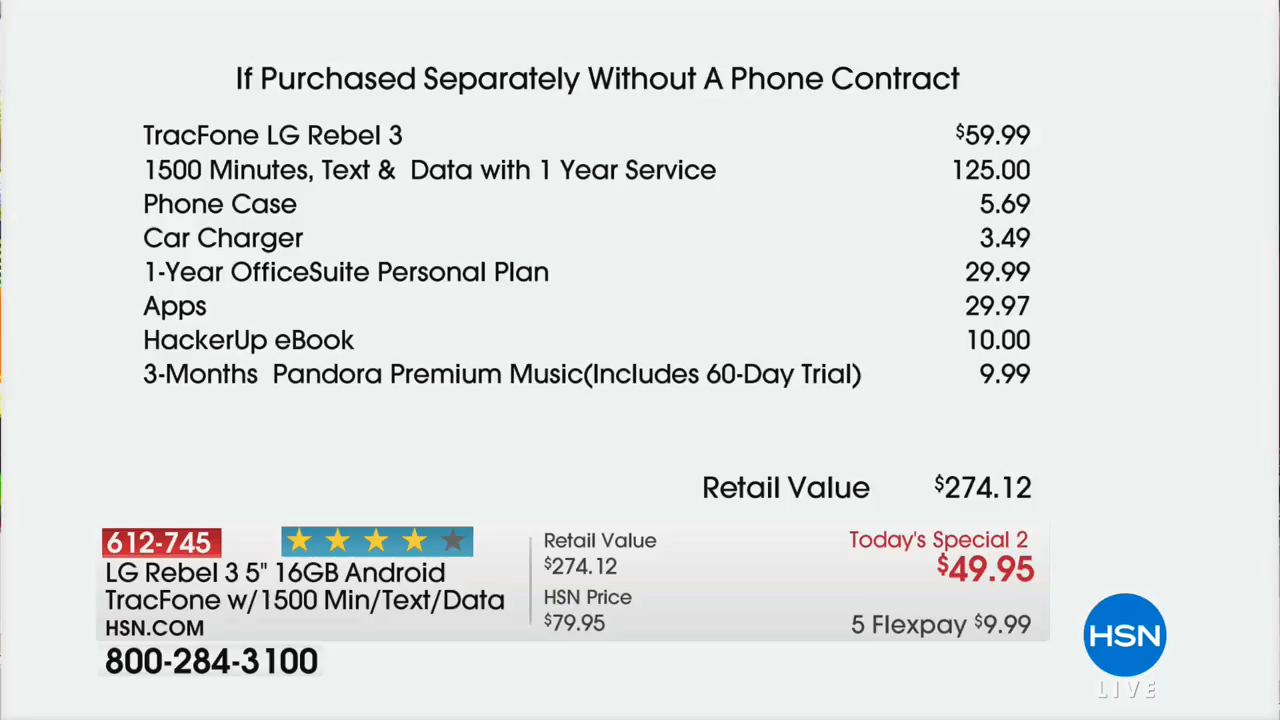 If Purchased Separately Without A Phone Contract
TracFone LG Rebel 3 $59.99
1500 Minutes, Text & Data with 1 Year Service 125.00
Phone Case 5.69
Car Charger 3.49
1-Year OfficeSuite Personal Plan 29.99
Apps 29.97
HackerUp eBook 10.00
3-Months Pandora Premium Music(Includes 60-Day Trial) 9.99
Retail Value $274.12
612-745
LG Rebel 3 5" 16GB Android
TracFone w/1500 Min/Text/Data
HSN.COM
800-284-3100
Retail Value
$274.12
HSN Price
$79.95
Today's Special 2
$49.95
5 Flexpay $9.99
HSN
LIVE